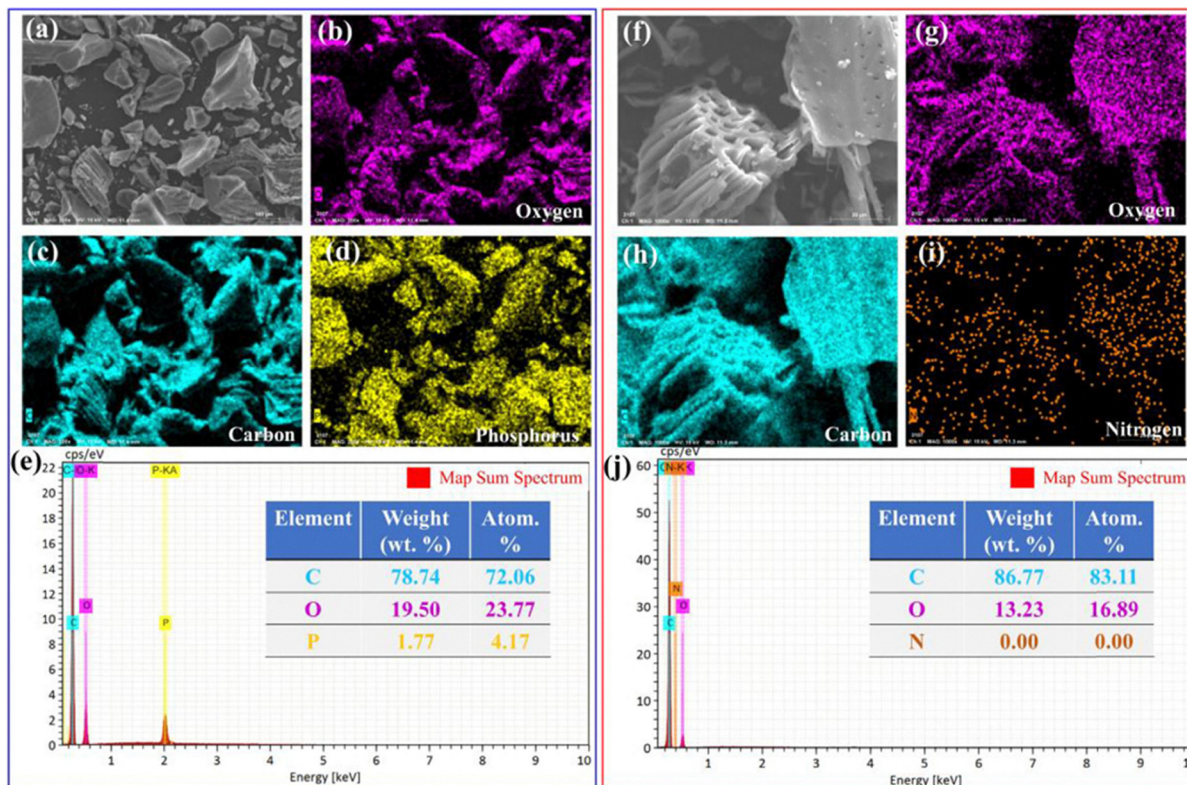 (a)
(b)
Oxygen
(c)
Carbon
(d)
Phosphorus
(e)
cps/eV
22
20
18
16
14
12
10
8
6
4
2
0
C-
O-K
P-KA
C
O
P
Map Sum Spectrum
Element Weight (wt. %) Atom. %
C 78.74 72.06
O 19.50 23.77
P 1.77 4.17
1 2 3 4 5 6 7 8 9 10
Energy [keV]
(f)
(g)
Oxygen
(h)
Carbon
(i)
Nitrogen
(j)
cps/eV
60
50
40
30
20
10
0
N-K
N
O
C
Map Sum Spectrum
Element Weight (wt. %) Atom. %
C 86.77 83.11
O 13.23 16.89
N 0.00 0.00
1 2 3 4 5 6 7 8 9
Energy [keV]